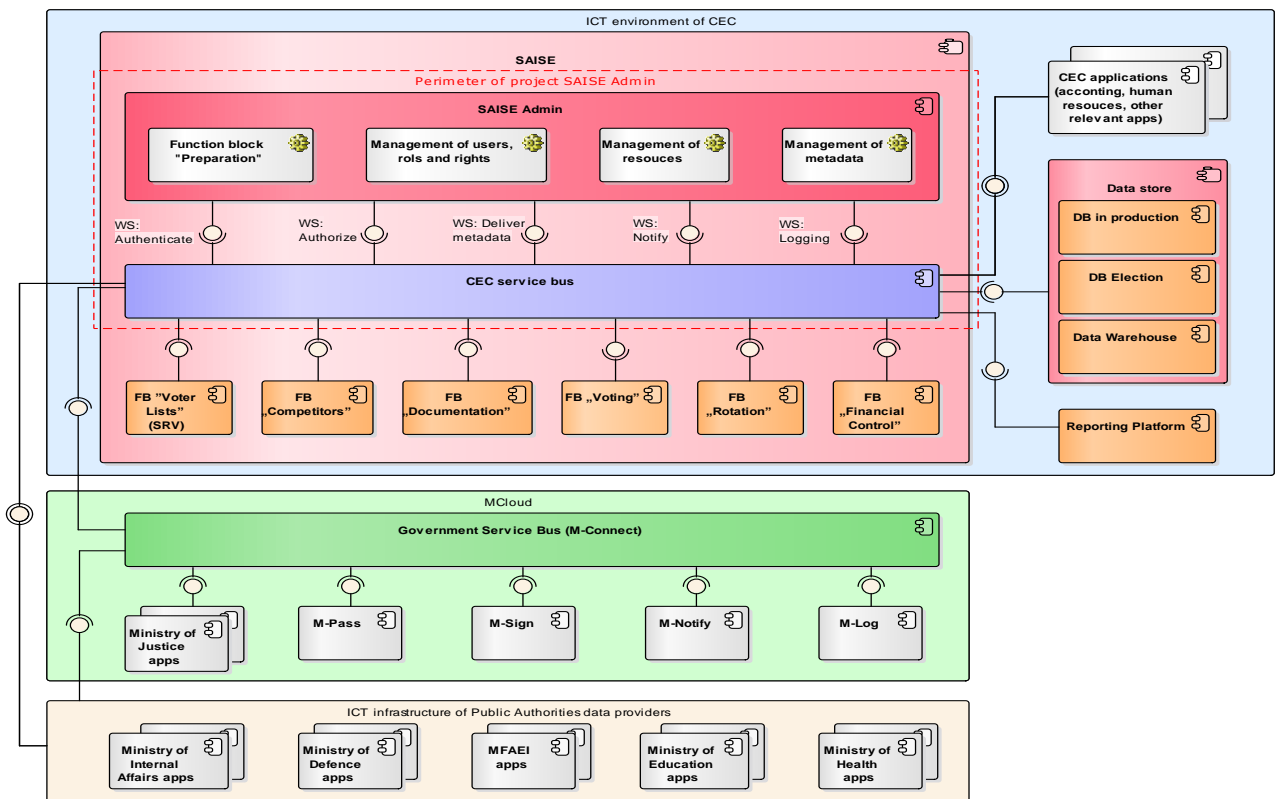 ICT environment of CEC
SAISE
Perimeter of project SAISE Admin
SAISE Admin
Function block
"Preparation"
Management of users,
rols and rights
Management of
resouces
Management of
metadata
WS:
Authenticate
WS:
Authorize
WS: Deliver
metadata
WS:
Notify
WS:
Logging
CEC service bus
FB "Voter
Lists"
(SRV)
FB
„Competitors”
FB
„Documentation”
FB „Voting”
FB
„Rotation”
FB
„Financial
Control”
CEC applications
(acconting, human
resouces, other
relevant apps)
Data store
DB in production
DB Election
Data Warehouse
Reporting Platform
MCloud
Government Service Bus (M-Connect)
Ministry of
Justice
apps
M-Pass
M-Sign
M-Notify
M-Log
ICT infrastructure of Public Authorities data providers
Ministry of
Internal
Affairs apps
Ministry of
Defence
apps
MFAEI
apps
Ministry of
Education
apps
Ministry of
Health
apps